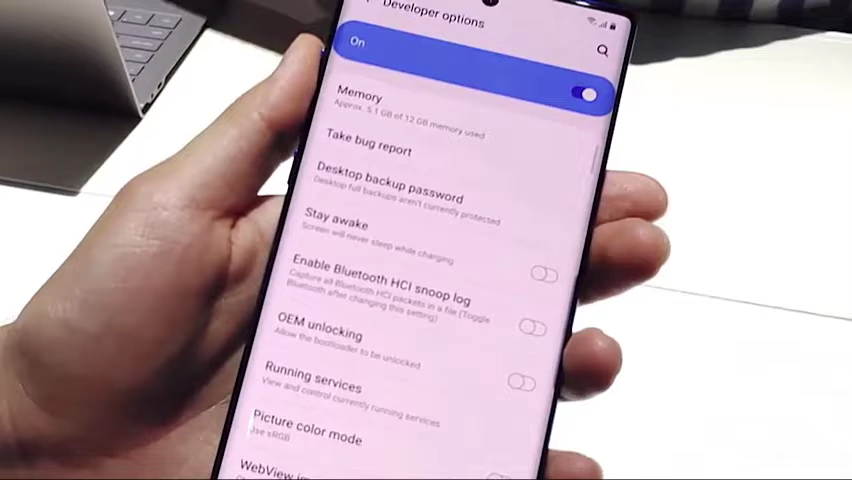 Developer options
On
Memory
Approx. 5.1 GB of 12 GB memory used
Take bug report
Desktop backup password
Desktop full backups aren't currently protected
Stay awake
Screen will never sleep while charging
Enable Bluetooth HCI snoop log
Capture all Bluetooth HCI packets in a file (Toggle
Bluetooth after changing this setting)
OEM unlocking
Allow the bootloader to be unlocked
Running services
View and control currently running services
Picture color mode
Use sRGB
WebView